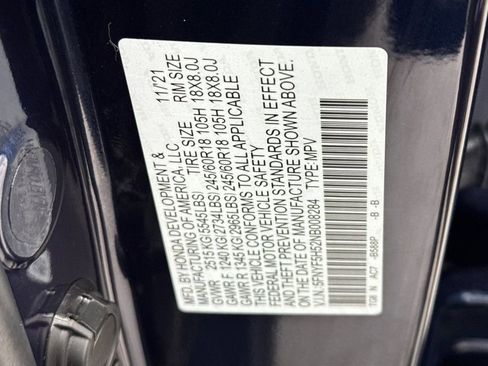 MFD. BY HONDA DEVELOPMENT & 11/21
MANUFACTURING OF AMERICA, LLC
GVWR 2515KG(5545LBS) TIRE SIZE RIM SIZE
GAWR F 1240KG(2734LBS)245/60R18 105H 18X8.0J
GAWR R 1345KG(2965LBS)245/60R18 105H 18X8.0J
THIS VEHICLE CONFORMS TO ALL APPLICABLE
FEDERAL MOTOR VEHICLE SAFETY
AND THEFT PREVENTION STANDARDS IN EFFECT
ON THE DATE OF MANUFACTURE SHOWN ABOVE.
V.I.N. 5FNYF5H52NB008284 TYPE:MPV
TG8 N AC7 -B588P -B -B